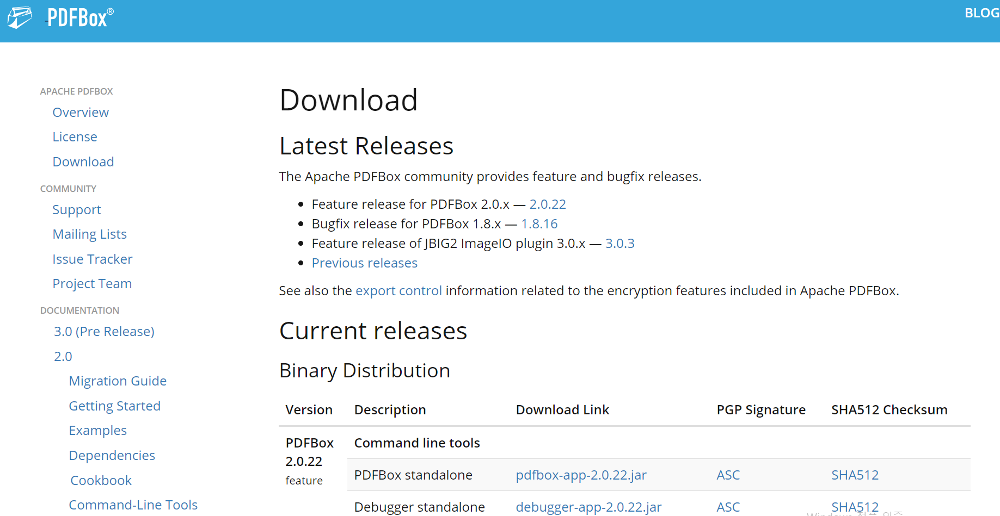 PDFBox®
BLOG
APACHE PDFBOX
Overview
License
Download
COMMUNITY
Support
Mailing Lists
Issue Tracker
Project Team
DOCUMENTATION
3.0 (Pre Release)
2.0
Migration Guide
Getting Started
Examples
Dependencies
Cookbook
Command-Line Tools
Download
Latest Releases
The Apache PDFBox community provides feature and bugfix releases.
• Feature release for PDFBox 2.0.x — 2.0.22
• Bugfix release for PDFBox 1.8.x — 1.8.16
• Feature release of JBIG2 ImageIO plugin 3.0.x — 3.0.3
• Previous releases
See also the export control information related to the encryption features included in Apache PDFBox.
Current releases
Binary Distribution
Version Description Download Link PGP Signature SHA512 Checksum
PDFBox Command line tools
2.0.22
feature PDFBox standalone pdfbox-app-2.0.22.jar ASC SHA512
Debugger standalone debugger-app-2.0.22.jar ASC SHA512